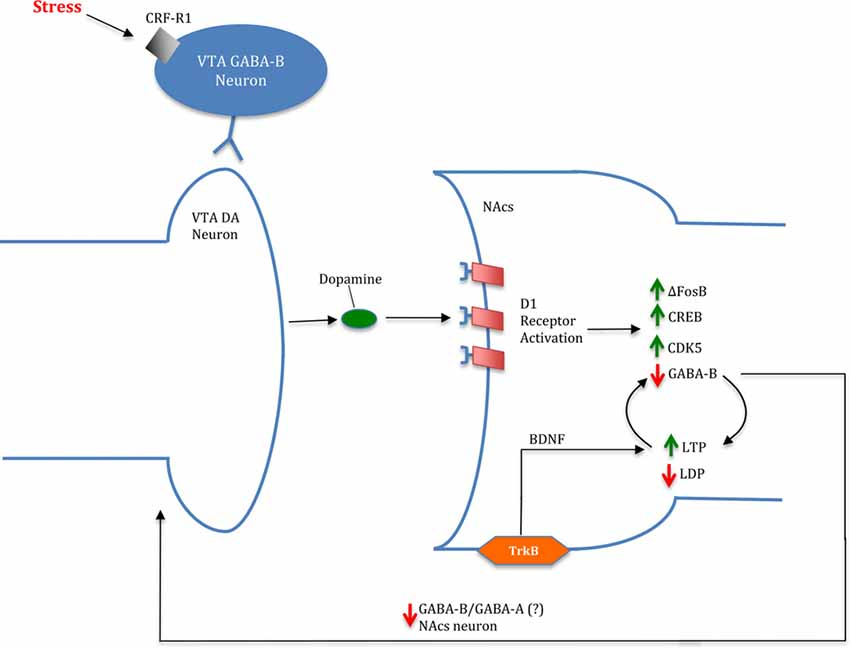 Stress
CRF-R1
VTA GABA-B
Neuron
VTA DA
Neuron
Dopamine
NAcs
D1
Receptor
Activation
ΔFosB
CREB
CDK5
GABA-B
BDNF
LTP
LDP
TrkB
GABA-B/GABA-A (?)
NAcs neuron